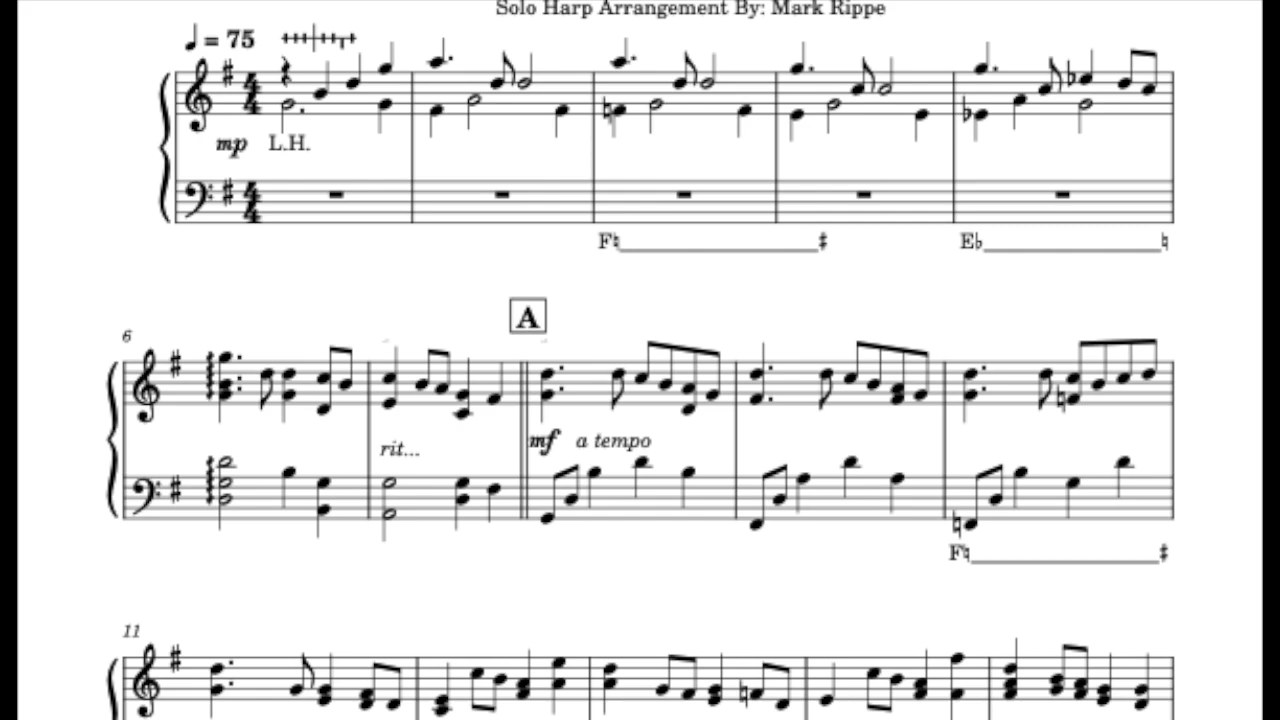 Solo Harp Arrangement By: Mark Rippe
♩ = 75
mp L.H.
F♮ ♯ E♭ ♮
6
A
rit...
mf a tempo
F♮ ♯
11